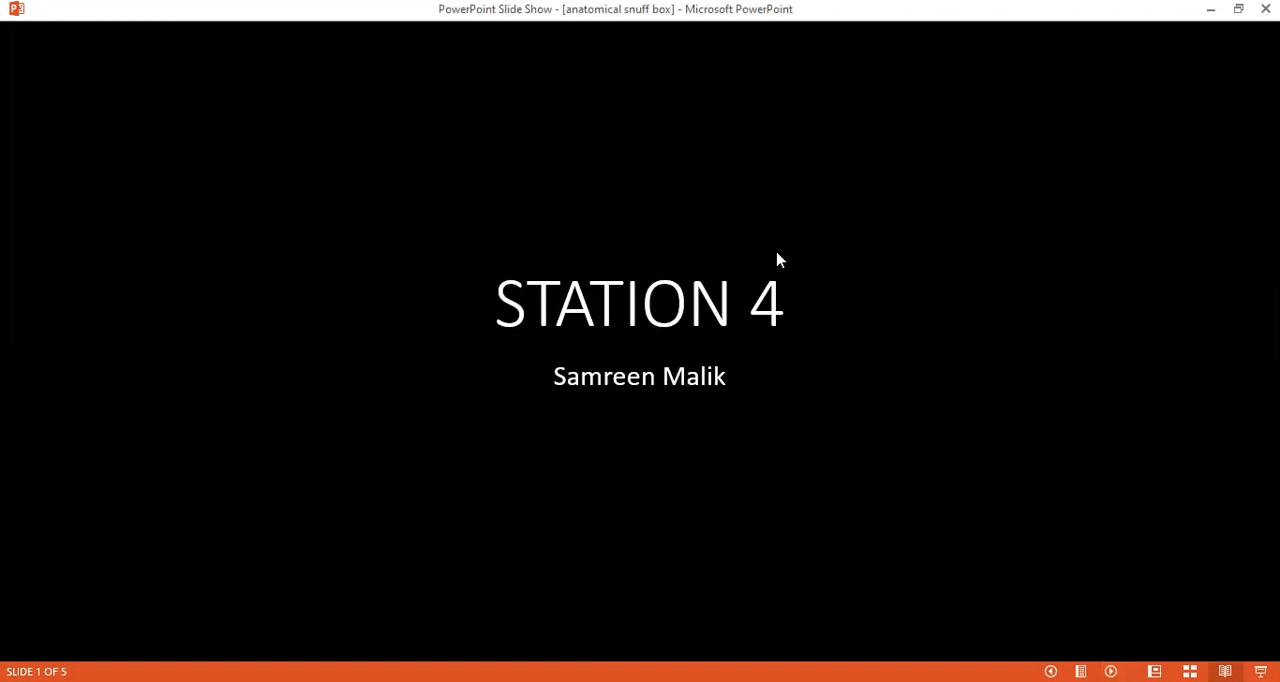 PowerPoint Slide Show - [anatomical snuff box] - Microsoft PowerPoint
STATION 4
Samreen Malik
SLIDE 1 OF 5